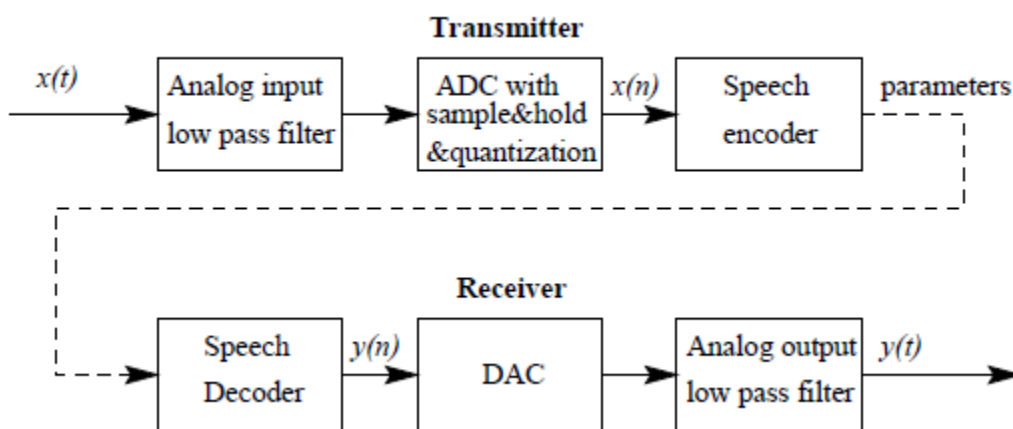 Transmitter
x(t)
Analog input
low pass filter
ADC with
sample&hold
&quantization
x(n)
Speech
encoder
parameters
Receiver
Speech
Decoder
y(n)
DAC
Analog output
low pass filter
y(t)